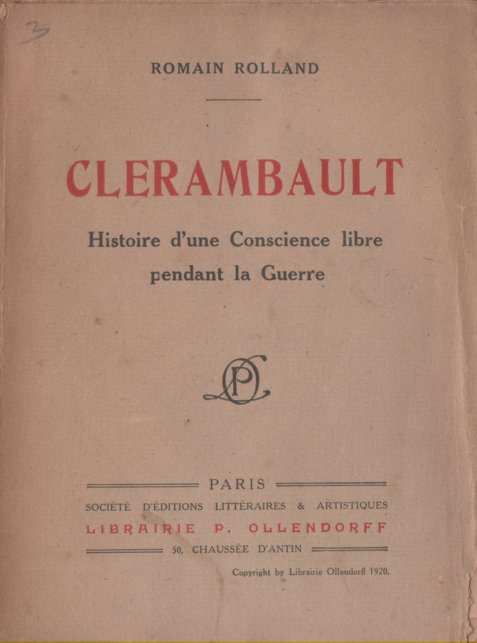 3
ROMAIN ROLLAND
CLERAMBAULT
Histoire d'une Conscience libre
pendant la Guerre
PARIS
SOCIÉTÉ D'ÉDITIONS LITTÉRAIRES & ARTISTIQUES
LIBRAIRIE P. OLLENDORFF
50, CHAUSSÉE D'ANTIN
Copyright by Librairie Ollendorff 1920.